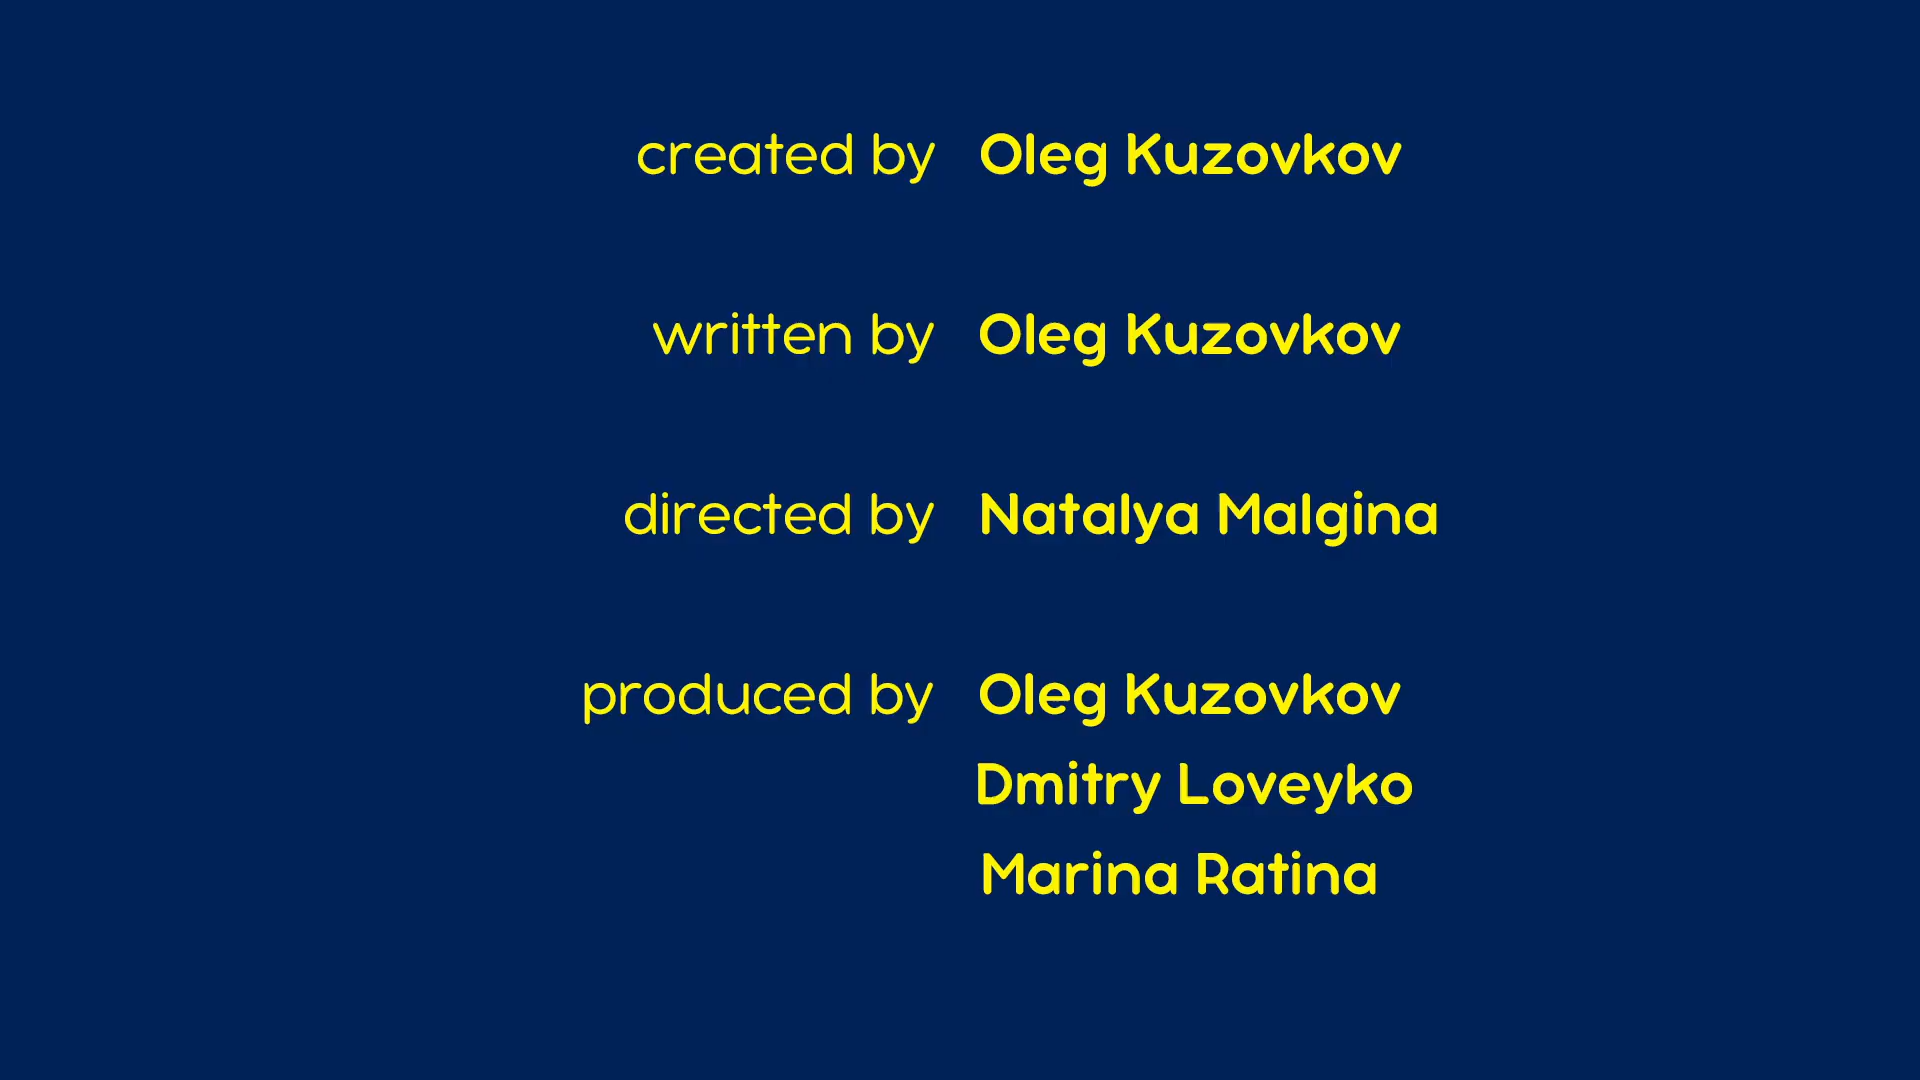 created by Oleg Kuzovkov
written by Oleg Kuzovkov
directed by Natalya Malgina
produced by Oleg Kuzovkov
Dmitry Loveyko
Marina Ratina